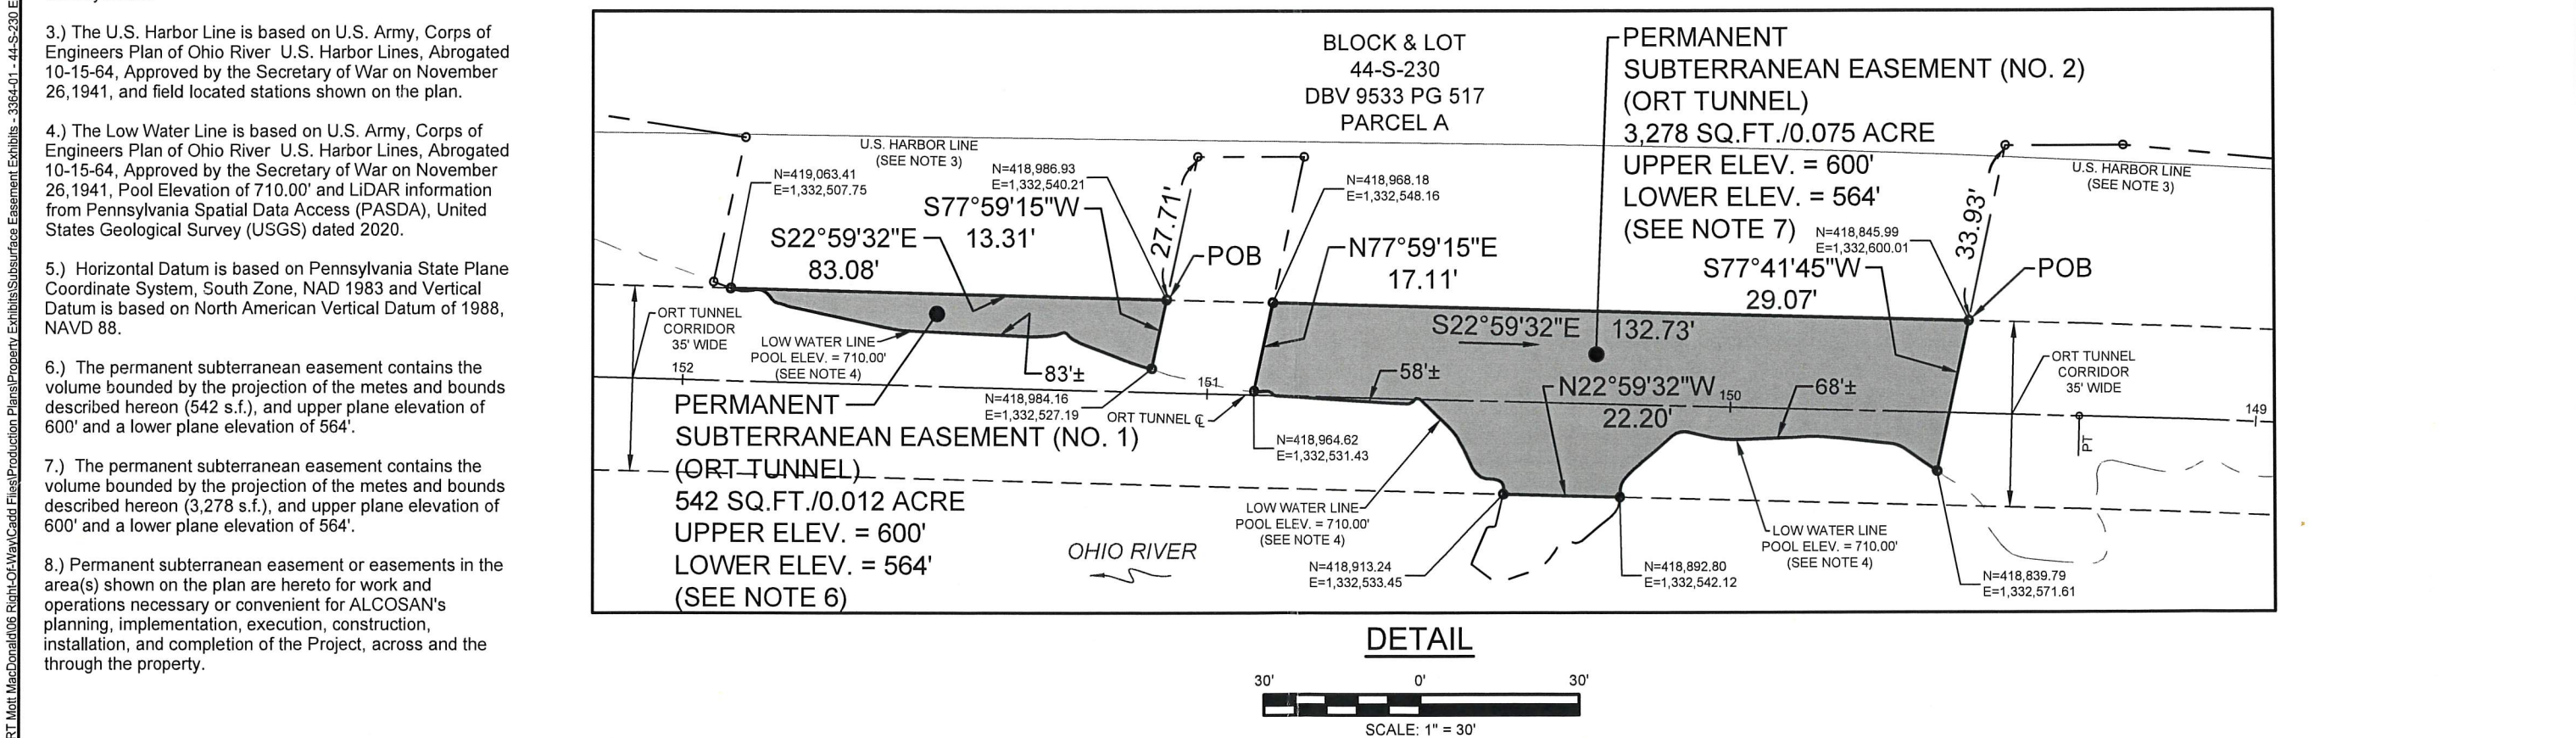 3.) The U.S. Harbor Line is based on U.S. Army, Corps of
Engineers Plan of Ohio River U.S. Harbor Lines, Abrogated
10-15-64, Approved by the Secretary of War on November
26,1941, and field located stations shown on the plan.
4.) The Low Water Line is based on U.S. Army, Corps of
Engineers Plan of Ohio River U.S. Harbor Lines, Abrogated
10-15-64, Approved by the Secretary of War on November
26,1941, Pool Elevation of 710.00' and LiDAR information
from Pennsylvania Spatial Data Access (PASDA), United
States Geological Survey (USGS) dated 2020.
5.) Horizontal Datum is based on Pennsylvania State Plane
Coordinate System, South Zone, NAD 1983 and Vertical
Datum is based on North American Vertical Datum of 1988,
NAVD 88.
6.) The permanent subterranean easement contains the
volume bounded by the projection of the metes and bounds
described hereon (542 s.f.), and upper plane elevation of
600' and a lower plane elevation of 564'.
7.) The permanent subterranean easement contains the
volume bounded by the projection of the metes and bounds
described hereon (3,278 s.f.), and upper plane elevation of
600' and a lower plane elevation of 564'.
8.) Permanent subterranean easement or easements in the
area(s) shown on the plan are hereto for work and
operations necessary or convenient for ALCOSAN's
planning, implementation, execution, construction,
installation, and completion of the Project, across and the
through the property.
RT Mott MacDonald\06 Right-Of-Way\Cadd Files\Production Plans\Property Exhibits\Subsurface Easement Exhibits - 3364-01 - 44-S-230 E
BLOCK & LOT
44-S-230
DBV 9533 PG 517
PARCEL A
PERMANENT
SUBTERRANEAN EASEMENT (NO. 2)
(ORT TUNNEL)
3,278 SQ.FT./0.075 ACRE
UPPER ELEV. = 600'
LOWER ELEV. = 564'
(SEE NOTE 7)
U.S. HARBOR LINE
(SEE NOTE 3)
N=419,063.41
E=1,332,507.75
N=418,986.93
E=1,332,540.21
S77°59'15"W
13.31'
S22°59'32"E
83.08'
27.71'
POB
N=418,968.18
E=1,332,548.16
N77°59'15"E
17.11'
N=418,845.99
E=1,332,600.01
S77°41'45"W
29.07'
33.93'
POB
U.S. HARBOR LINE
(SEE NOTE 3)
S22°59'32"E 132.73'
ORT TUNNEL
CORRIDOR
35' WIDE
LOW WATER LINE
POOL ELEV. = 710.00'
(SEE NOTE 4)
83'±
152
151
58'±
N22°59'32"W
22.20'
150
68'±
ORT TUNNEL
CORRIDOR
35' WIDE
149
PT
N=418,984.16
E=1,332,527.19
ORT TUNNEL ℄
PERMANENT
SUBTERRANEAN EASEMENT (NO. 1)
(ORT TUNNEL)
542 SQ.FT./0.012 ACRE
UPPER ELEV. = 600'
LOWER ELEV. = 564'
(SEE NOTE 6)
N=418,964.62
E=1,332,531.43
LOW WATER LINE
POOL ELEV. = 710.00'
(SEE NOTE 4)
OHIO RIVER
N=418,913.24
E=1,332,533.45
N=418,892.80
E=1,332,542.12
LOW WATER LINE
POOL ELEV. = 710.00'
(SEE NOTE 4)
N=418,839.79
E=1,332,571.61
DETAIL
30' 0' 30'
SCALE: 1" = 30'